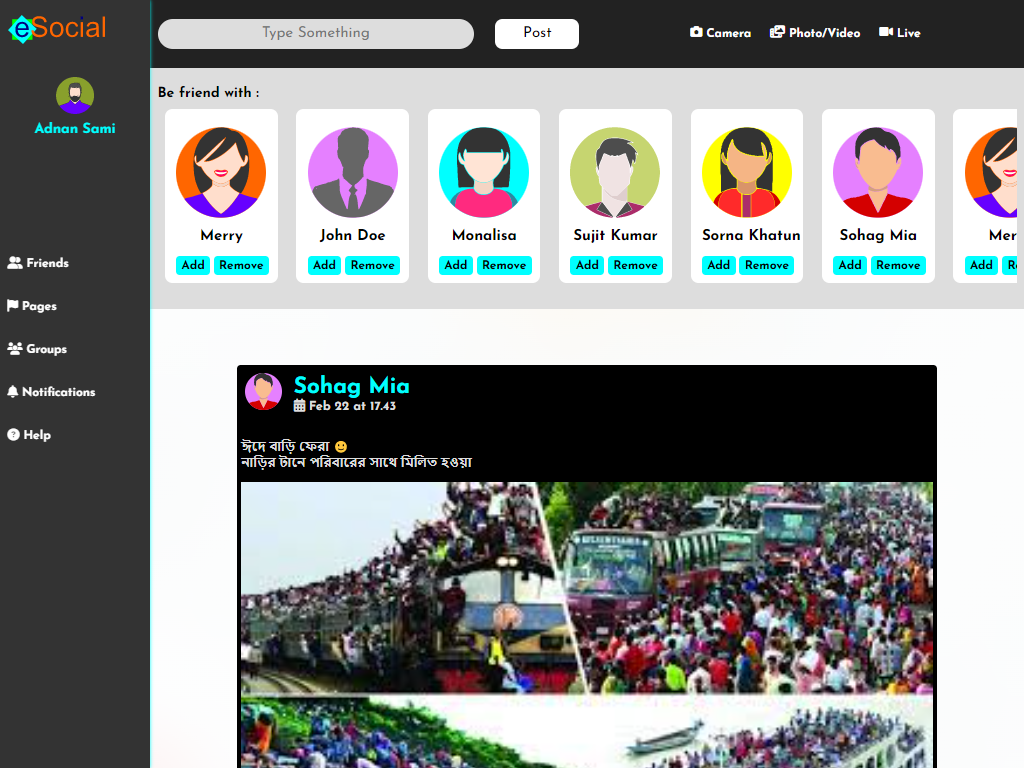 eSocial
Type Something
Post
Camera
Photo/Video
Live
Adnan Sami
Friends
Pages
Groups
Notifications
Help
Be friend with :
Merry
Add Remove
John Doe
Add Remove
Monalisa
Add Remove
Sujit Kumar
Add Remove
Sorna Khatun
Add Remove
Sohag Mia
Add Remove
Mer
Add R
Sohag Mia
Feb 22 at 17.43
ঈদে বাড়ি ফেরা 🙂
নাড়ির টানে পরিবারের সাথে মিলিত হওয়া